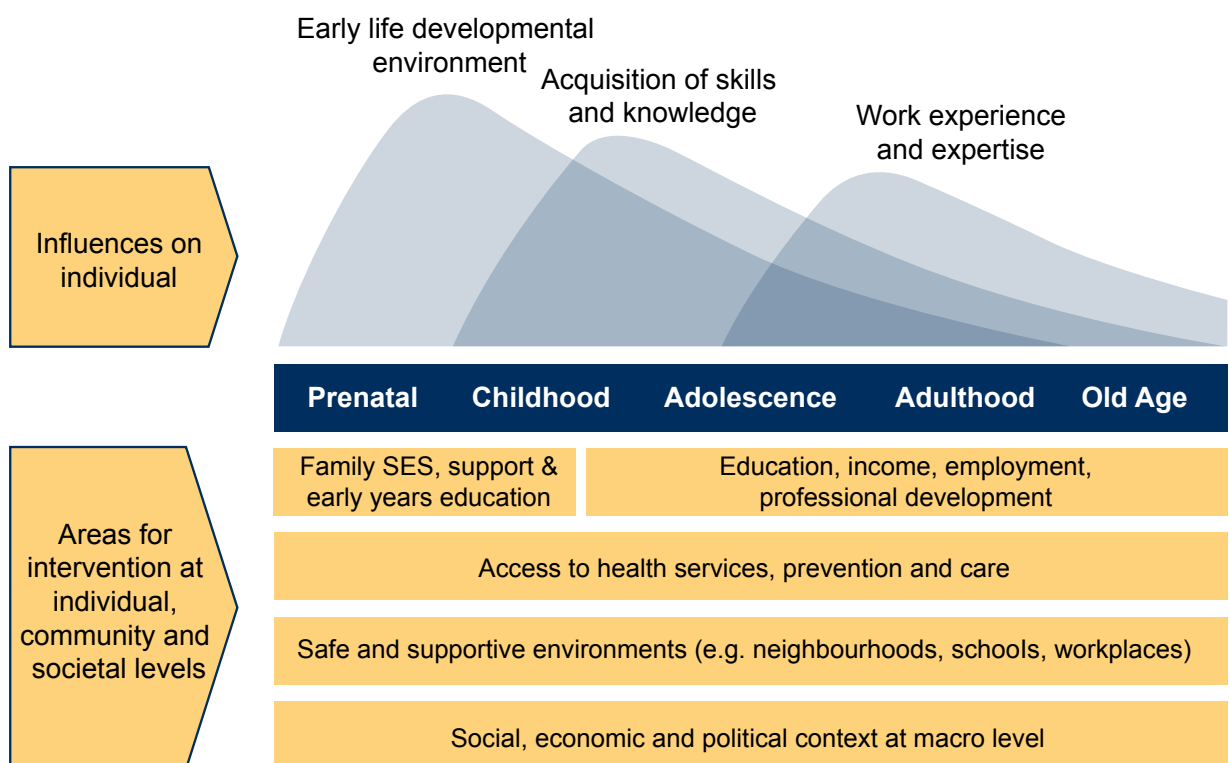 Early life developmental
environment
Acquisition of skills
and knowledge
Work experience
and expertise
Influences on
individual
Prenatal Childhood Adolescence Adulthood Old Age
Family SES, support &
early years education
Education, income, employment,
professional development
Areas for
intervention at
individual,
community and
societal levels
Access to health services, prevention and care
Safe and supportive environments (e.g. neighbourhoods, schools, workplaces)
Social, economic and political context at macro level